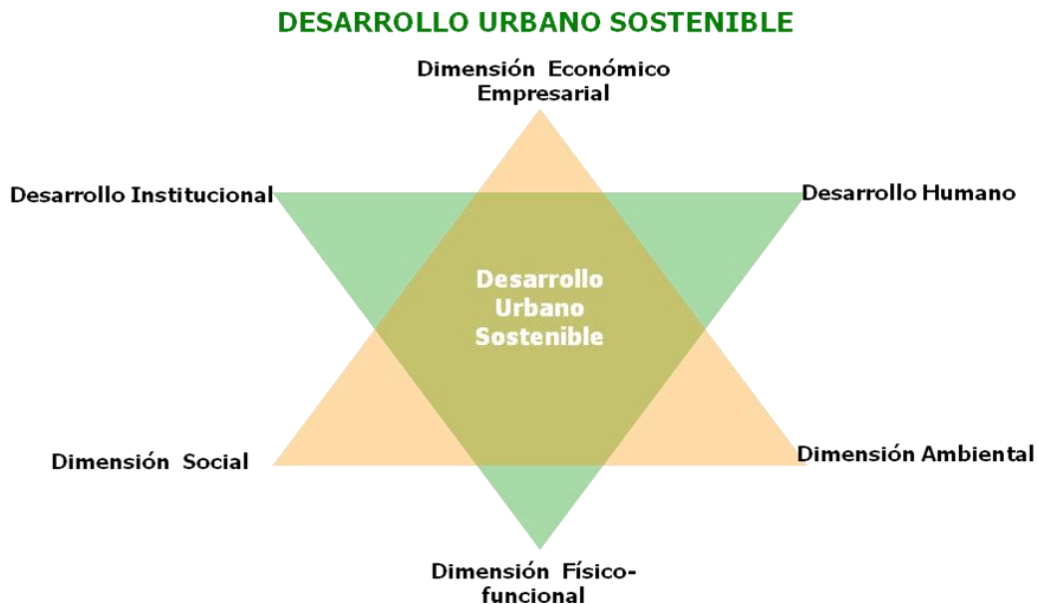 DESARROLLO URBANO SOSTENIBLE
Dimensión Económico
Empresarial
Desarrollo Institucional
Desarrollo Humano
Desarrollo
Urbano
Sostenible
Dimensión Social
Dimensión Ambiental
Dimensión Físico-
funcional